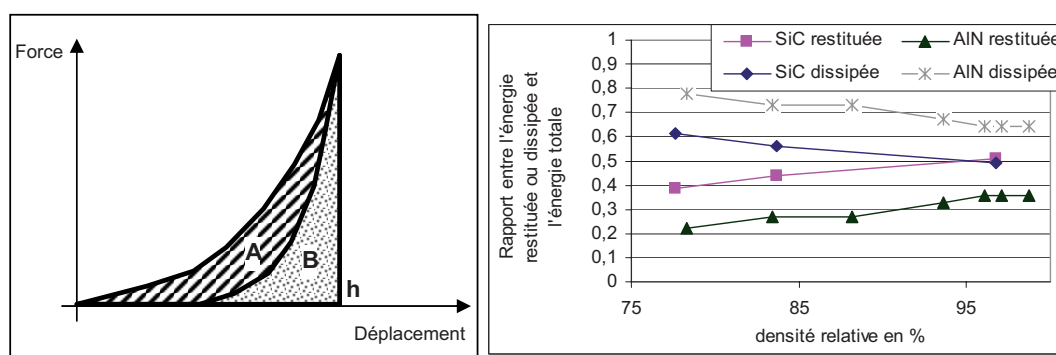 Force
A
B
h
Déplacement
SiC restituée
AlN restituée
SiC dissipée
AlN dissipée
Rapport entre l'énergie
restituée ou dissipée et
l'énergie totale
1
0,9
0,8
0,7
0,6
0,5
0,4
0,3
0,2
0,1
0
75
85
95
densité relative en %